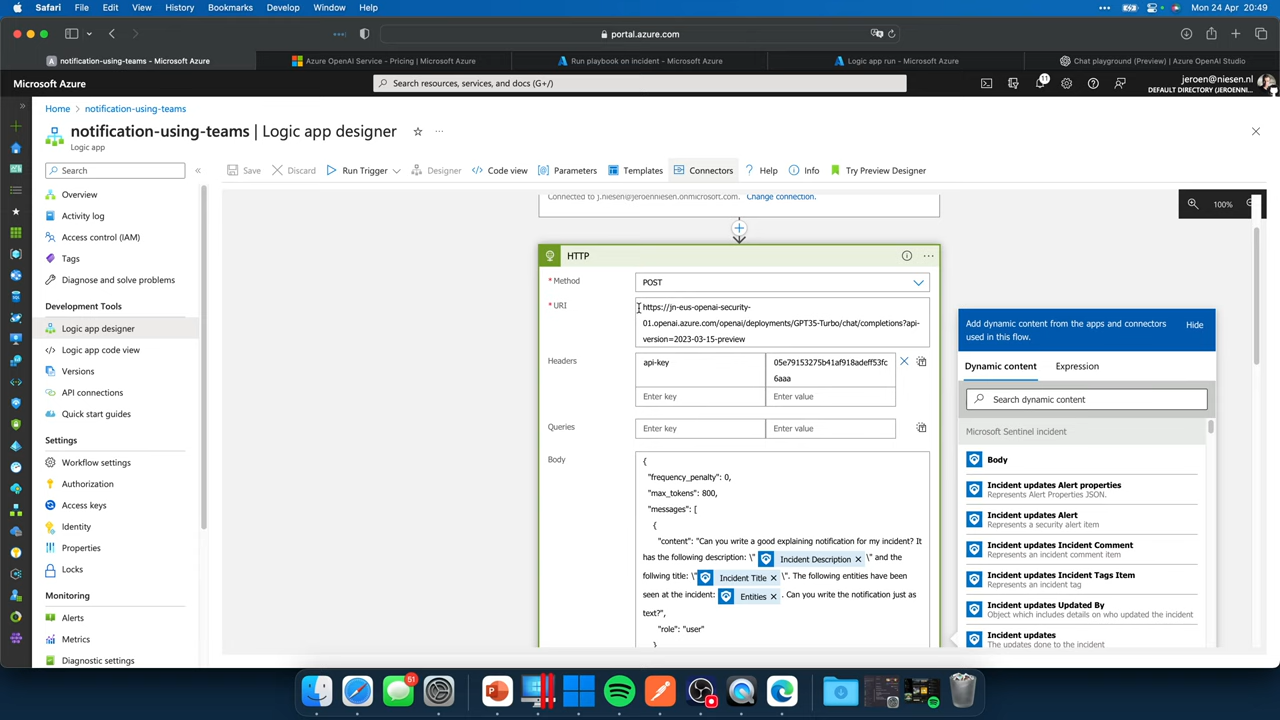 Safari File Edit View History Bookmarks Develop Window Help
Mon 24 Apr 20:49
portal.azure.com
notification-using-teams - Microsoft Azure
Azure OpenAI Service - Pricing | Microsoft Azure
Run playbook on incident - Microsoft Azure
Logic app run - Microsoft Azure
Chat playground (Preview) | Azure OpenAI Studio
Microsoft Azure
Search resources, services, and docs (G+/)
11
jeroen@niesen.nl
DEFAULT DIRECTORY (JEROENNI...
Home > notification-using-teams
notification-using-teams | Logic app designer
Logic app
Search
Save Discard Run Trigger Designer Code view Parameters Templates Connectors Help Info Try Preview Designer
Overview
Activity log
Access control (IAM)
Tags
Diagnose and solve problems
Development Tools
Logic app designer
Logic app code view
Versions
API connections
Quick start guides
Settings
Workflow settings
Authorization
Access keys
Identity
Properties
Locks
Monitoring
Alerts
Metrics
Diagnostic settings
Connected to j.niesen@jeroenniesen.onmicrosoft.com. Change connection.
100%
HTTP
* Method
POST
* URI
https://jn-eus-openai-security-
01.openai.azure.com/openai/deployments/GPT35-Turbo/chat/completions?api-
version=2023-03-15-preview
Headers
api-key
05e79153275b41af918adeff53fc
6aaa
Enter key Enter value
Queries
Enter key Enter value
Body
{
"frequency_penalty": 0,
"max_tokens": 800,
"messages": [
{
"content": "Can you write a good explaining notification for my incident? It
has the following description: \" Incident Description × \" and the
follwing title: \" Incident Title × \". The following entities have been
seen at the incident: Entities × . Can you write the notification just as
text?",
"role": "user"
}
Add dynamic content from the apps and connectors
used in this flow.
Hide
Dynamic content Expression
Search dynamic content
Microsoft Sentinel incident
Body
Incident updates Alert properties
Represents Alert Properties JSON.
Incident updates Alert
Represents a security alert item
Incident updates Incident Comment
Represents an incident comment item
Incident updates Incident Tags Item
Represents an incident tag
Incident updates Updated By
Object which includes details on who updated the incident
Incident updates
The updates done to the incident
51